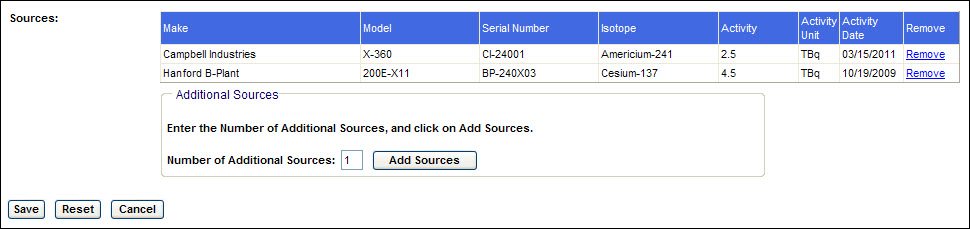 Sources:
Make Model Serial Number Isotope Activity Activity Unit Activity Date Remove
Campbell Industries X-360 CI-24001 Americium-241 2.5 TBq 03/15/2011 Remove
Hanford B-Plant 200E-X11 BP-240X03 Cesium-137 4.5 TBq 10/19/2009 Remove
Additional Sources
Enter the Number of Additional Sources, and click on Add Sources.
Number of Additional Sources: 1 Add Sources
Save Reset Cancel